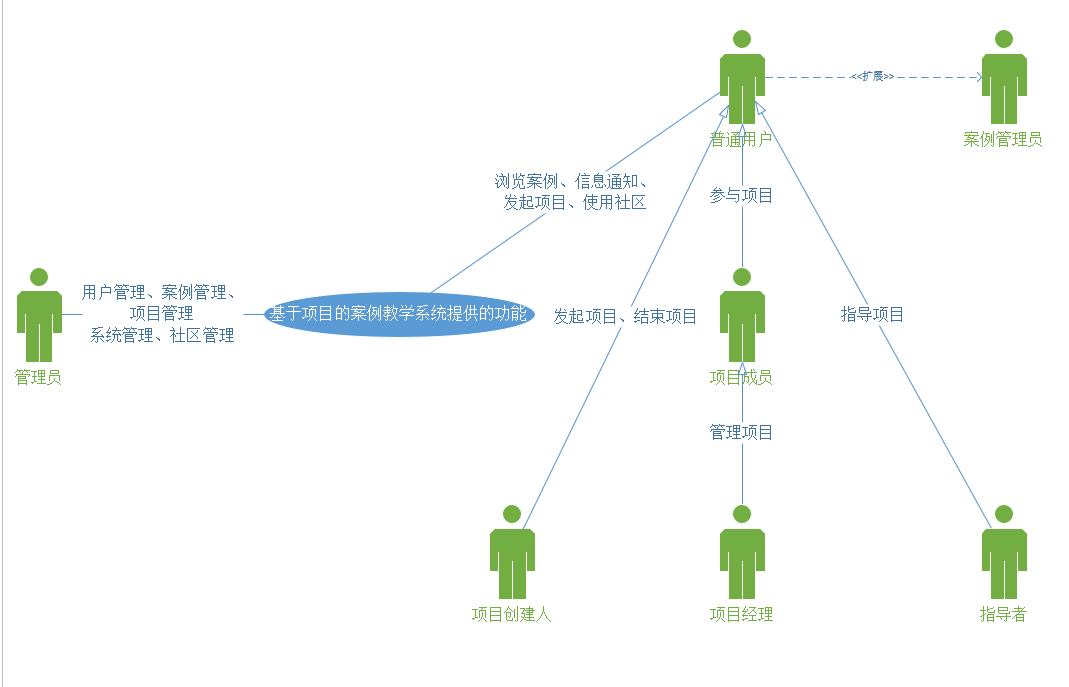 <<扩展>>
普通用户
案例管理员
浏览案例、信息通知、
发起项目、使用社区
参与项目
用户管理、案例管理、
项目管理
系统管理、社区管理
管理员
基于项目的案例教学系统提供的功能
发起项目、结束项目
指导项目
项目成员
管理项目
项目创建人
项目经理
指导者